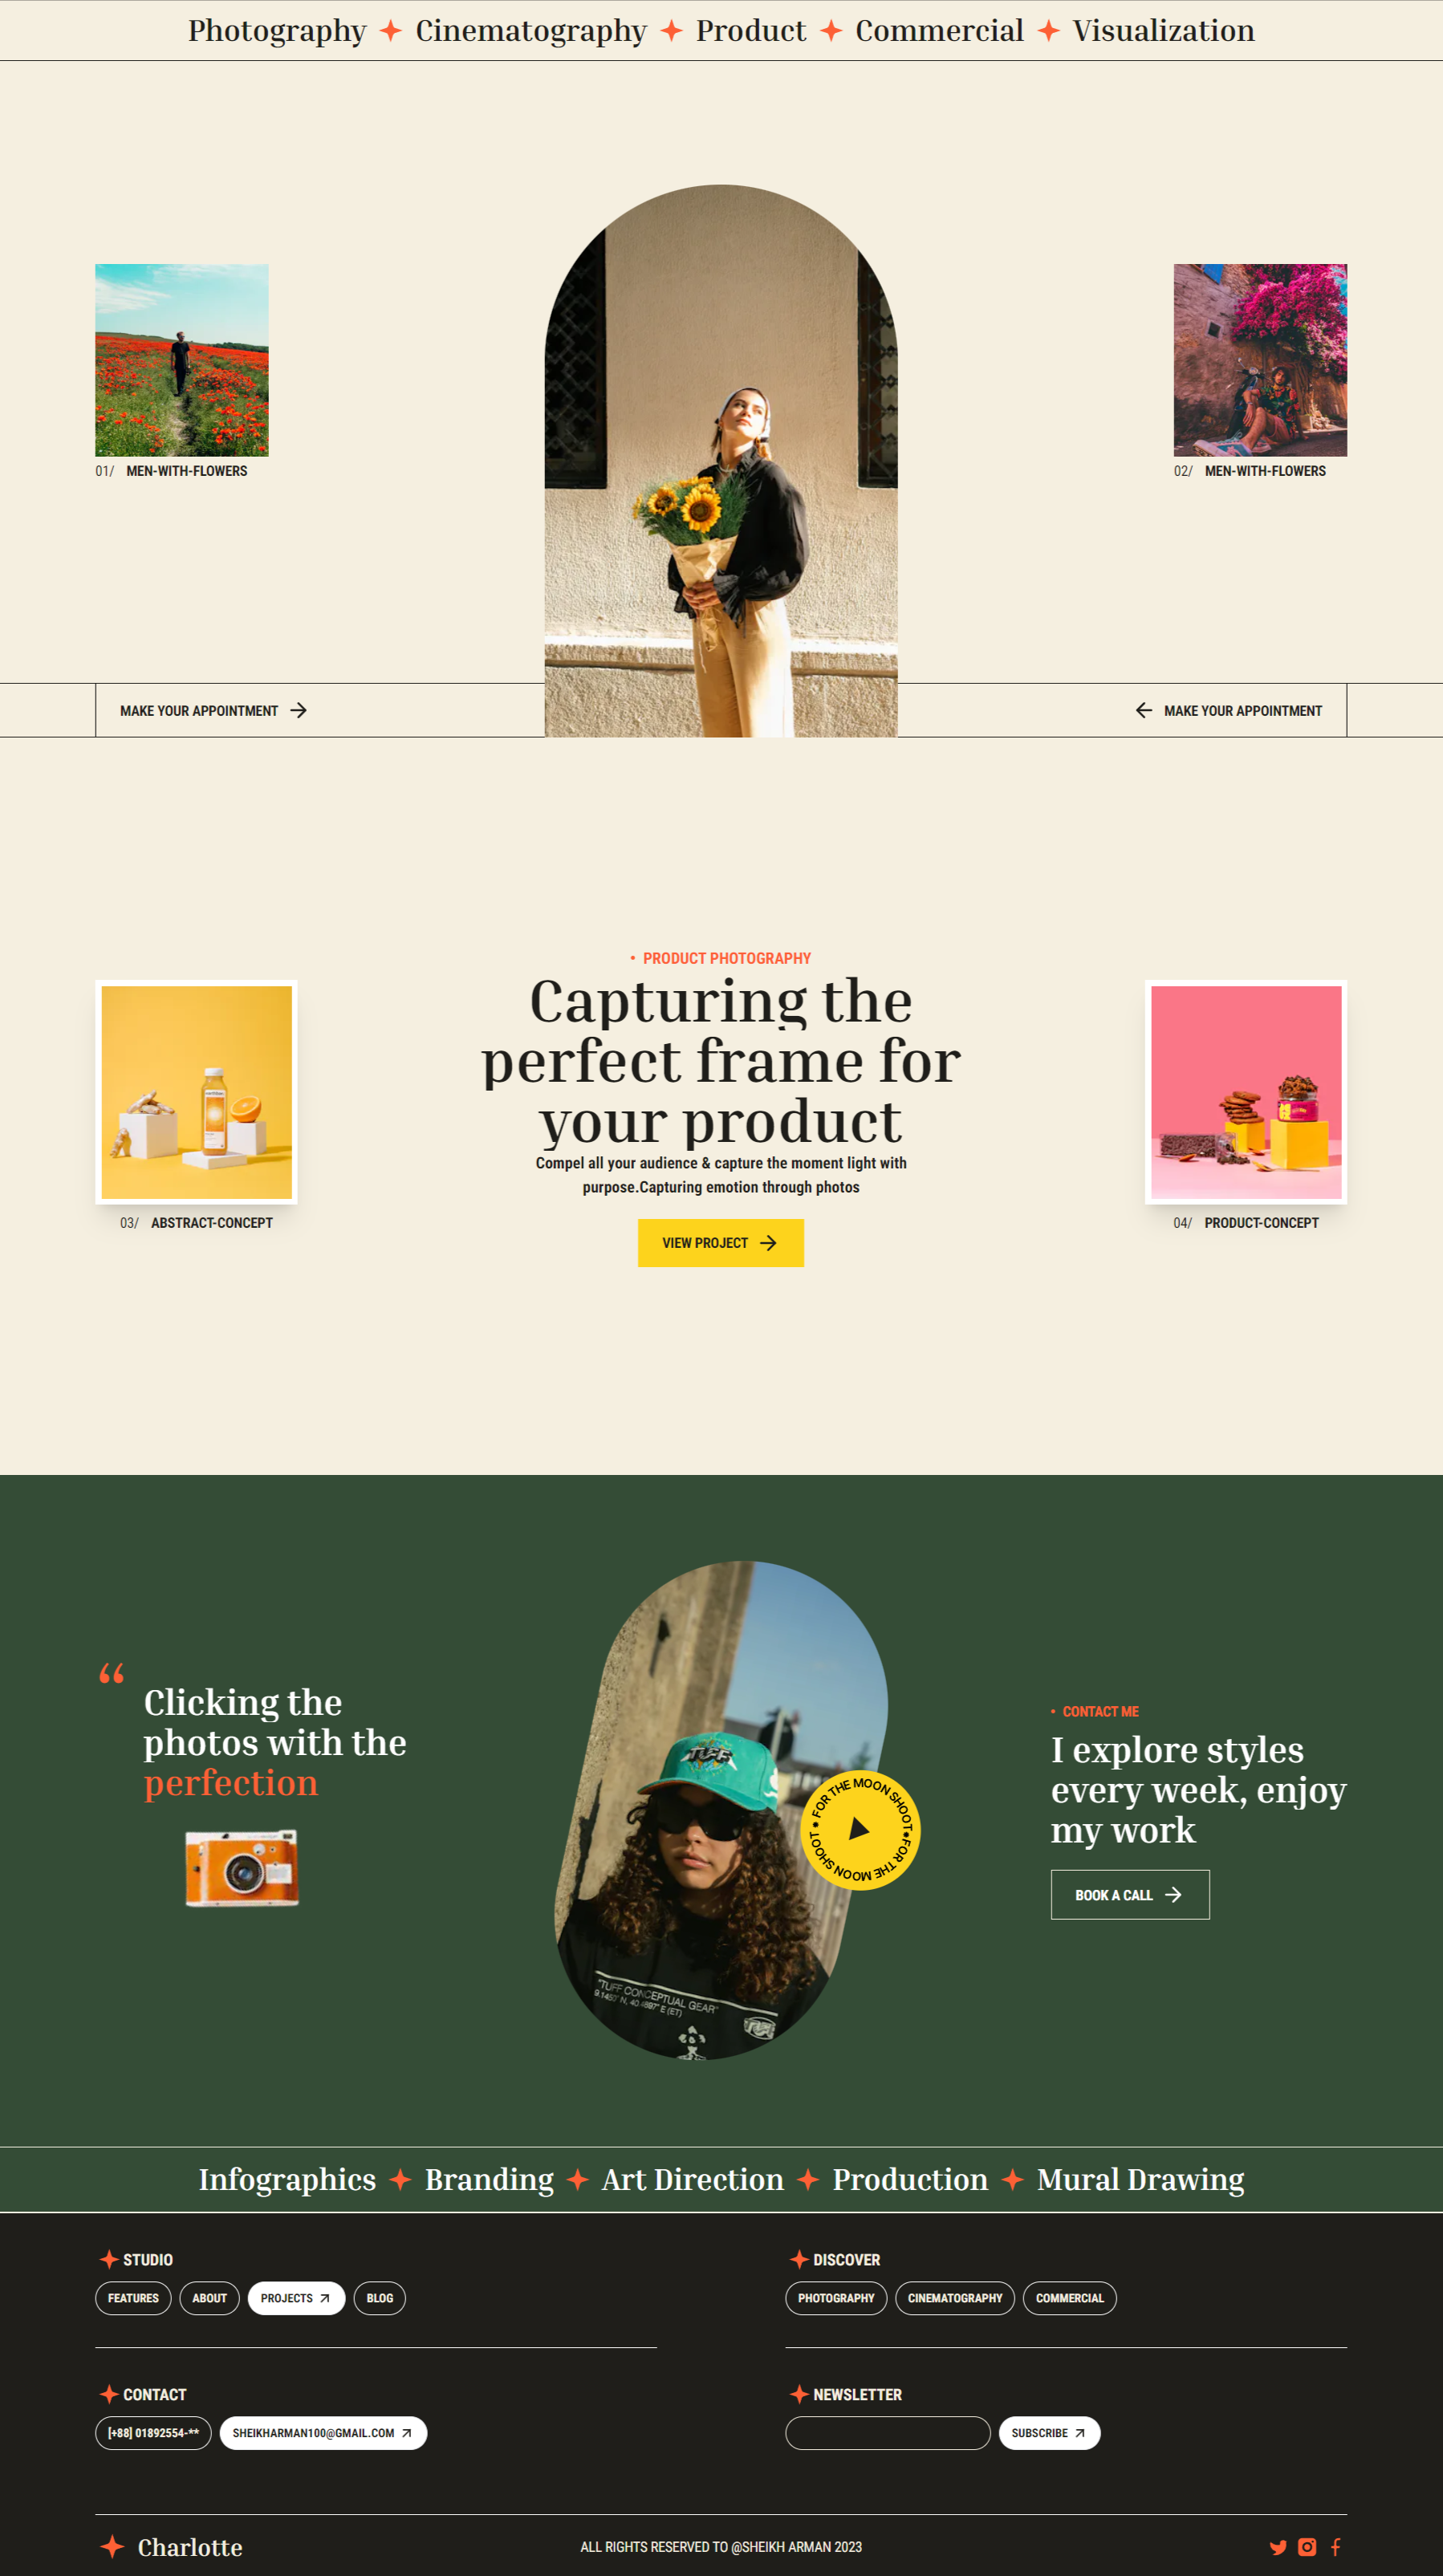 Photography Cinematography Product Commercial Visualization
01/ MEN-WITH-FLOWERS
02/ MEN-WITH-FLOWERS
MAKE YOUR APPOINTMENT
MAKE YOUR APPOINTMENT
• PRODUCT PHOTOGRAPHY
Capturing the
perfect frame for
your product
Compel all your audience & capture the moment light with
purpose.Capturing emotion through photos
VIEW PROJECT
03/ ABSTRACT-CONCEPT
04/ PRODUCT-CONCEPT
“
Clicking the
photos with the
perfection
TUFF
FOR THE MOON SHOOT • FOR THE MOON SHOOT •
"TUFF CONCEPTUAL GEAR"
• CONTACT ME
I explore styles
every week, enjoy
my work
BOOK A CALL
Infographics Branding Art Direction Production Mural Drawing
STUDIO
FEATURES ABOUT PROJECTS BLOG
DISCOVER
PHOTOGRAPHY CINEMATOGRAPHY COMMERCIAL
CONTACT
[+88] 01892554-**
SHEIKHARMAN100@GMAIL.COM
NEWSLETTER
SUBSCRIBE
Charlotte
ALL RIGHTS RESERVED TO @SHEIKH ARMAN 2023